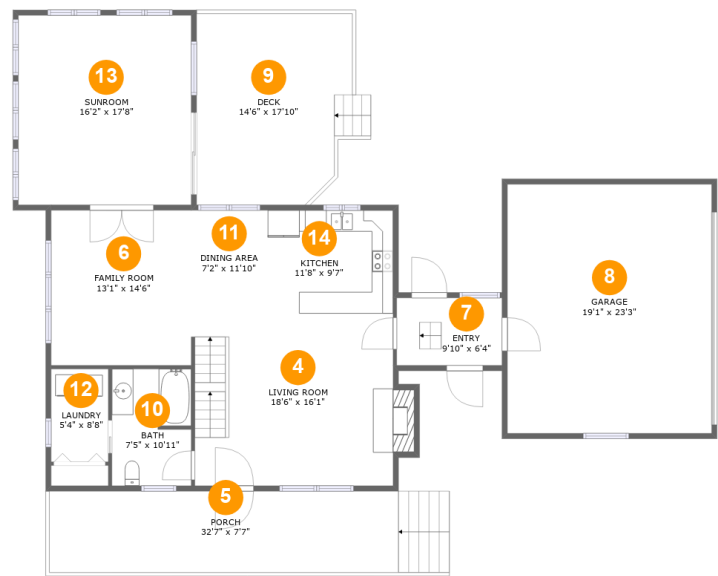 13
SUNROOM
16'2" x 17'8"
9
DECK
14'6" x 17'10"
11
DINING AREA
7'2" x 11'10"
14
KITCHEN
11'8" x 9'7"
6
FAMILY ROOM
13'1" x 14'6"
8
GARAGE
19'1" x 23'3"
7
ENTRY
9'10" x 6'4"
4
LIVING ROOM
18'6" x 16'1"
12
LAUNDRY
5'4" x 8'8"
10
BATH
7'5" x 10'11"
5
PORCH
32'7" x 7'7"